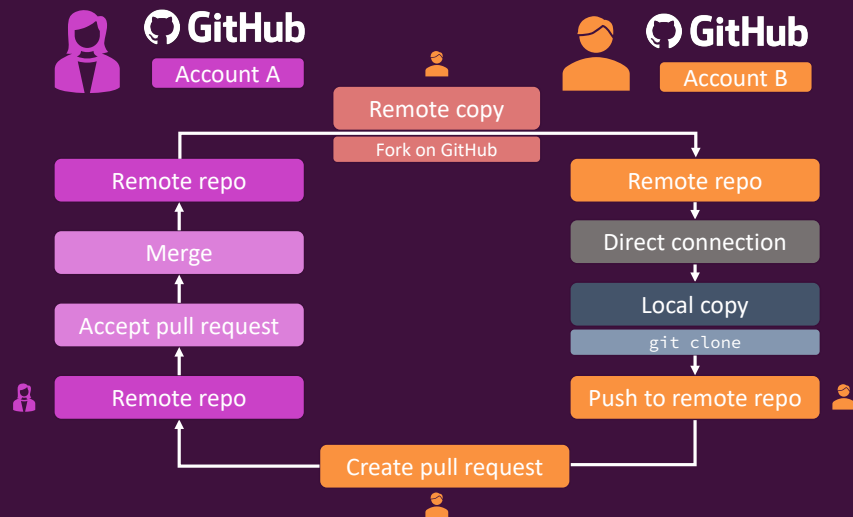 GitHub
Account A
GitHub
Account B
Remote copy
Fork on GitHub
Remote repo
Remote repo
Merge
Direct connection
Accept pull request
Local copy
git clone
Remote repo
Push to remote repo
Create pull request